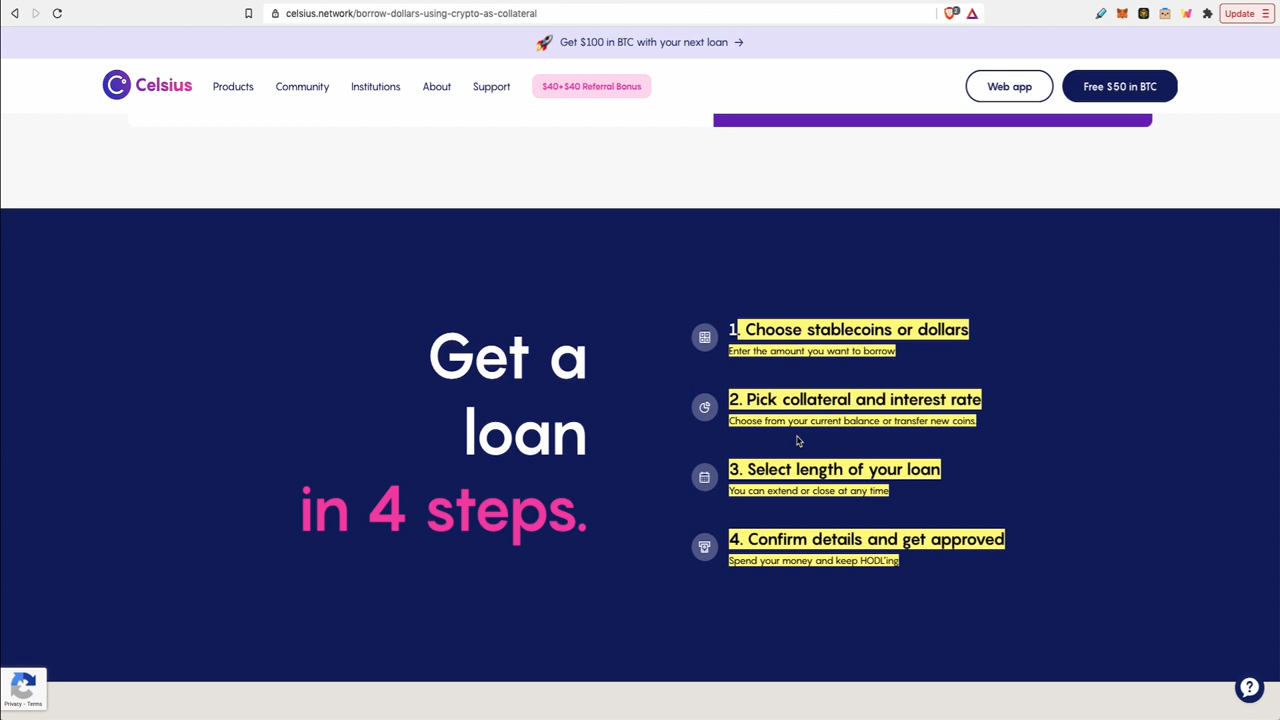 celsius.network/borrow-dollars-using-crypto-as-collateral
Update
Get $100 in BTC with your next loan →
Celsius
Products
Community
Institutions
About
Support
$40+$40 Referral Bonus
Web app
Free $50 in BTC
Get a
loan
in 4 steps.
1. Choose stablecoins or dollars
Enter the amount you want to borrow
2. Pick collateral and interest rate
Choose from your current balance or transfer new coins.
3. Select length of your loan
You can extend or close at any time
4. Confirm details and get approved
Spend your money and keep HODL'ing
Privacy - Terms